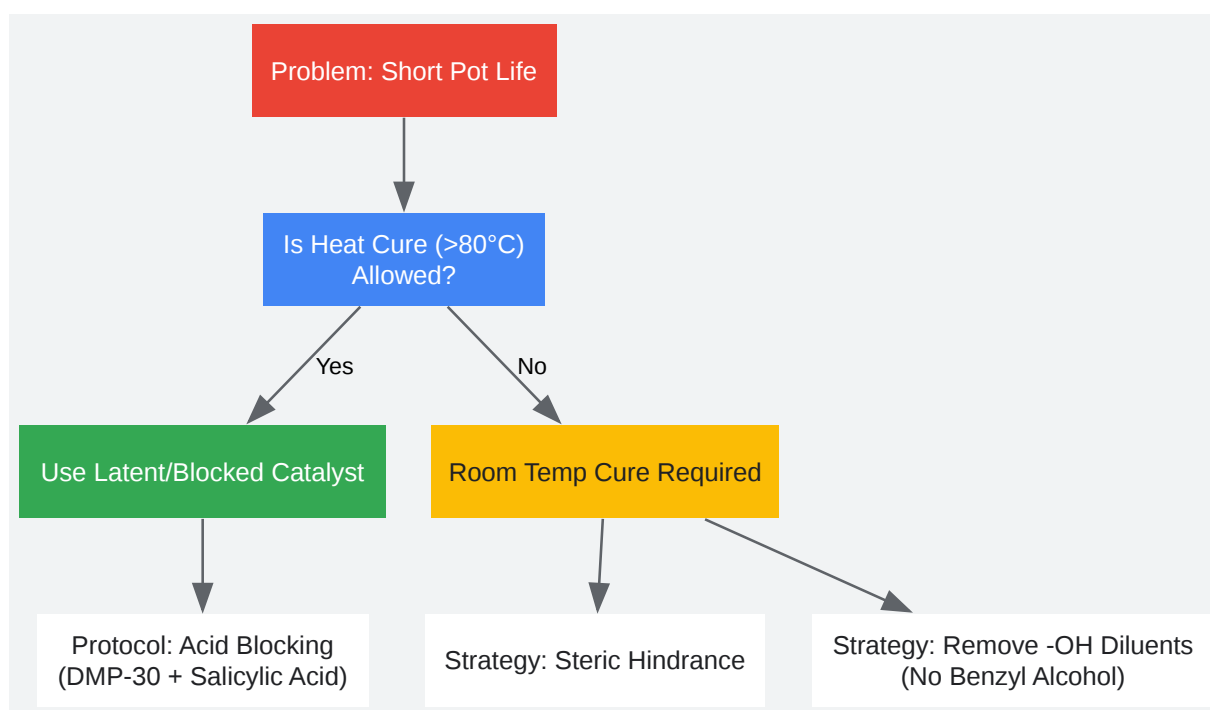 Problem: Short Pot Life
Is Heat Cure (>80°C)
Allowed?
Yes
No
Use Latent/Blocked Catalyst
Room Temp Cure Required
Protocol: Acid Blocking
(DMP-30 + Salicylic Acid)
Strategy: Steric Hindrance
Strategy: Remove -OH Diluents
(No Benzyl Alcohol)